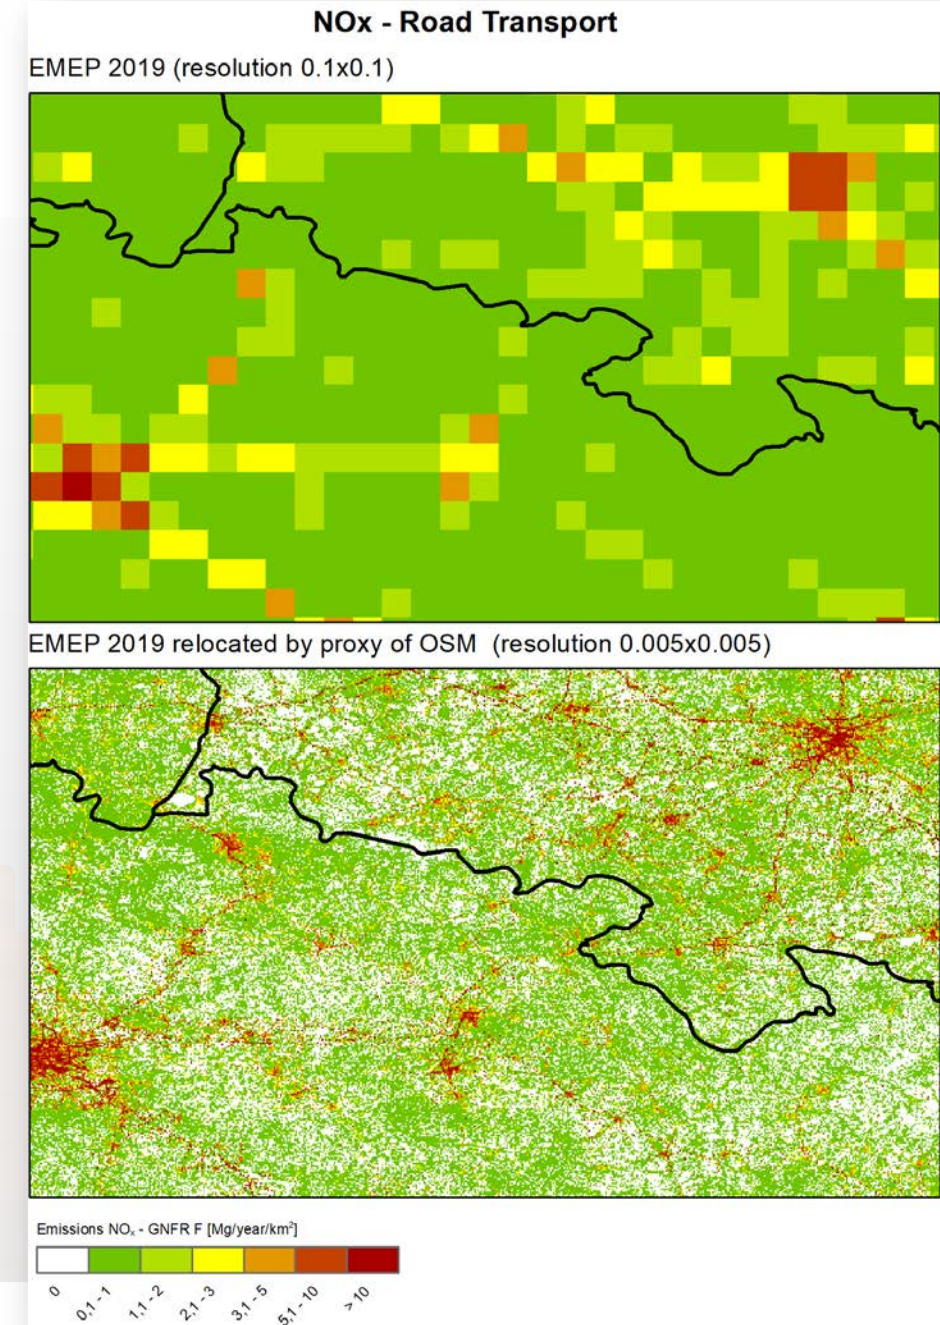 NOx - Road Transport
EMEP 2019 (resolution 0.1x0.1)
EMEP 2019 relocated by proxy of OSM  (resolution 0.005x0.005)
Emissions NOₓ - GNFR F [Mg/year/km²]
0
0,1 - 1
1,1 - 2
2,1 - 3
3,1 - 5
5,1 - 10
> 10